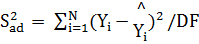 S²ad = ∑ᴺᵢ₌₁(Yᵢ − Ŷᵢ)² /DF